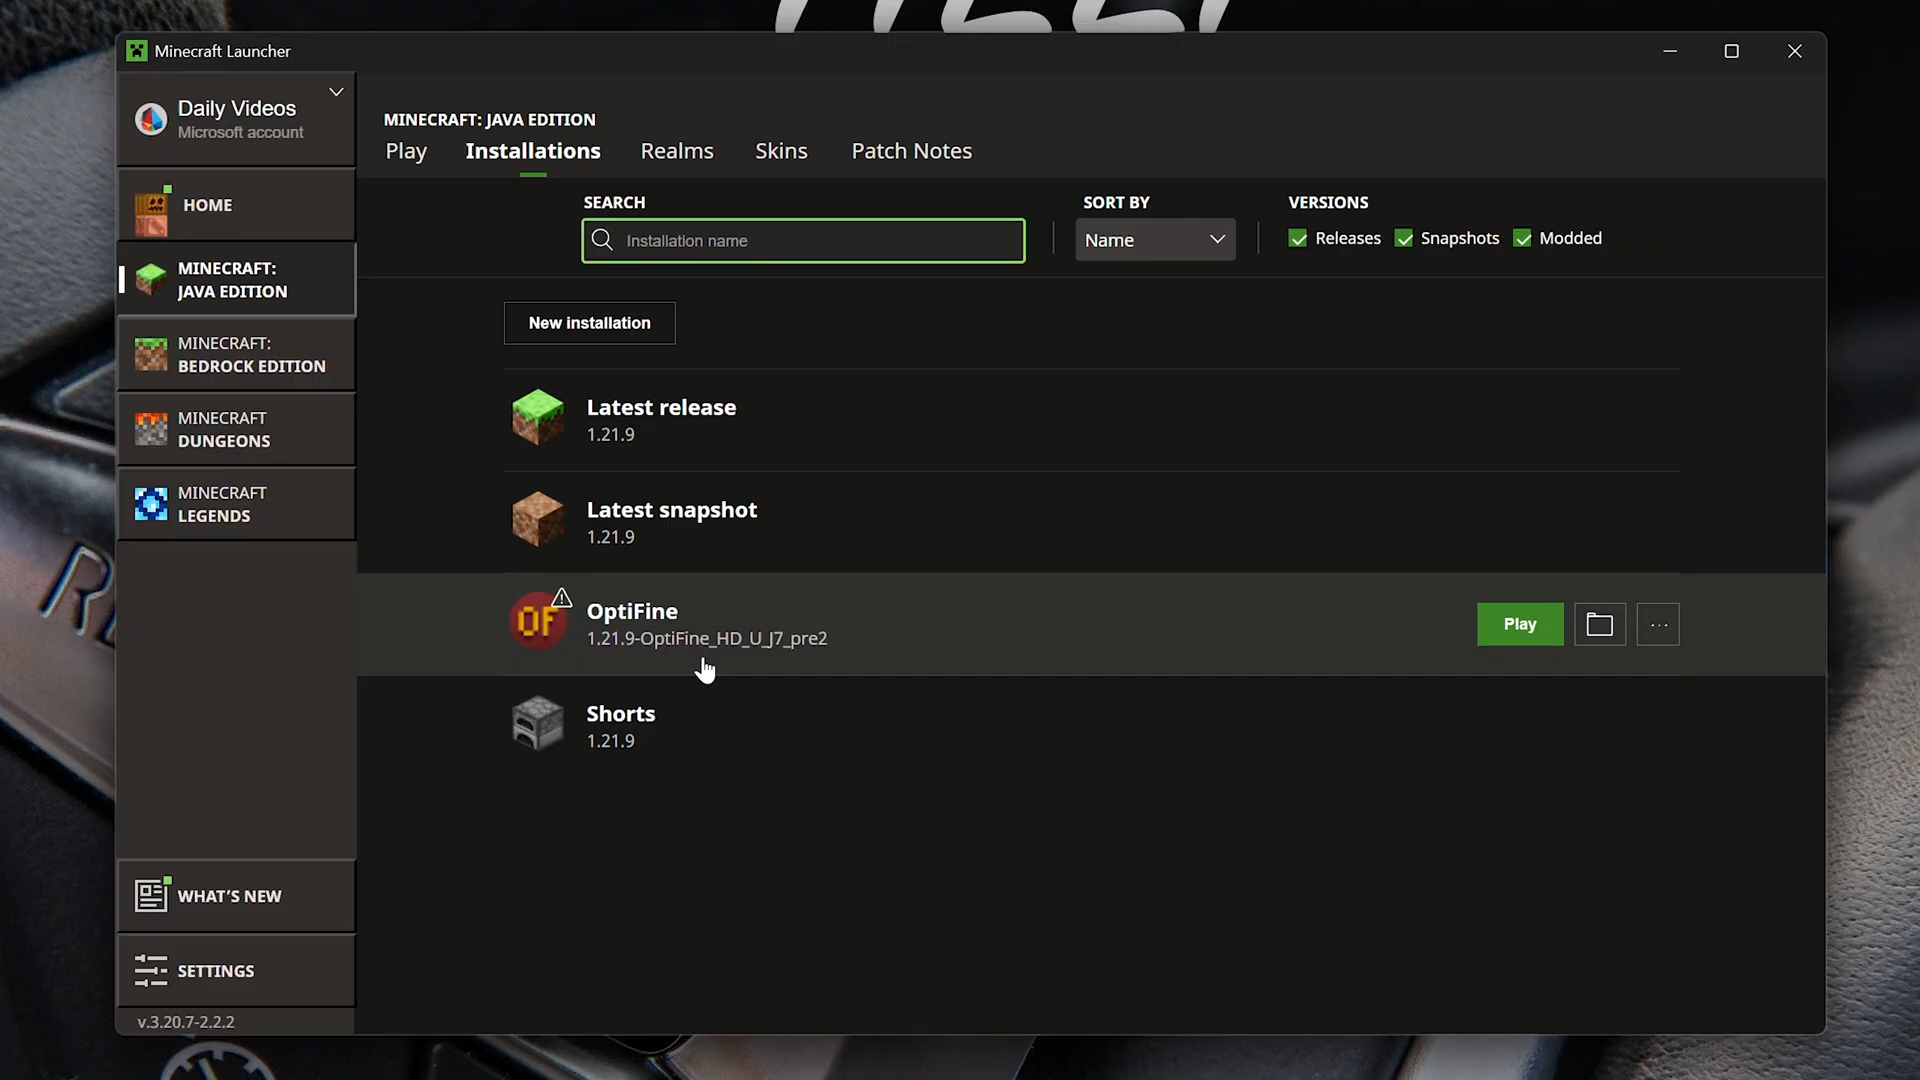 Minecraft Launcher
Daily Videos
Microsoft account
HOME
MINECRAFT:
JAVA EDITION
MINECRAFT:
BEDROCK EDITION
MINECRAFT
DUNGEONS
MINECRAFT
LEGENDS
WHAT'S NEW
SETTINGS
v.3.20.7-2.2.2
MINECRAFT: JAVA EDITION
Play Installations Realms Skins Patch Notes
SEARCH SORT BY VERSIONS
Installation name Name Releases Snapshots Modded
New installation
Latest release
1.21.9
Latest snapshot
1.21.9
OF OptiFine
1.21.9-OptiFine_HD_U_J7_pre2
Play ...
Shorts
1.21.9